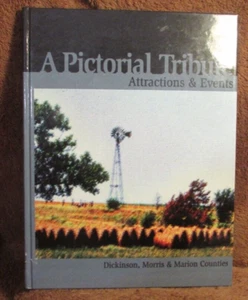 A Pictorial Tribute
Attractions & Events
Dickinson, Morris & Marion Counties